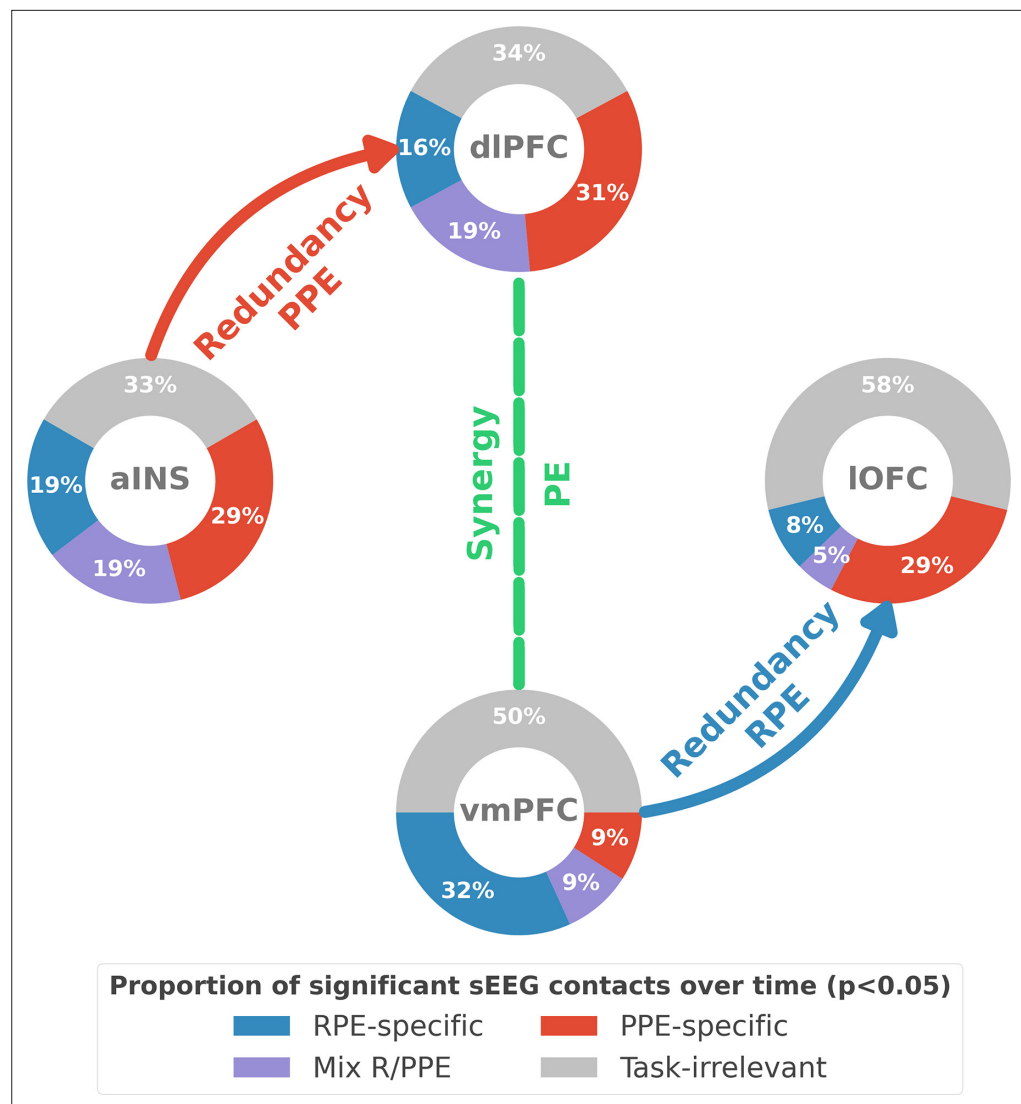 34%
16%
dlPFC
31%
19%
Redundancy
PPE
33%
19%
aINS
29%
19%
Synergy
PE
58%
lOFC
8%
5%
29%
Redundancy
RPE
50%
vmPFC
9%
32%
9%
Proportion of significant sEEG contacts over time (p<0.05)
RPE-specific
PPE-specific
Mix R/PPE
Task-irrelevant